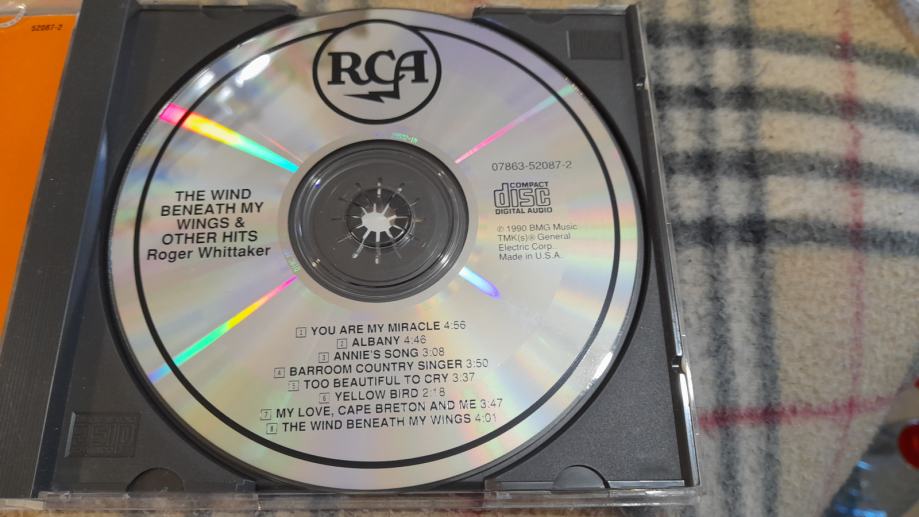 52087-2
RCA
THE WIND
BENEATH MY
WINGS &
OTHER HITS
Roger Whittaker
07863-52087-2
COMPACT
disc
DIGITAL AUDIO
℗ 1990 BMG Music
TMK(s)® General
Electric Corp.
Made in U.S.A.
1 YOU ARE MY MIRACLE 4:56
2 ALBANY 4:46
3 ANNIE'S SONG 3:08
4 BARROOM COUNTRY SINGER 3:50
5 TOO BEAUTIFUL TO CRY 3:37
6 YELLOW BIRD 2:18
7 MY LOVE, CAPE BRETON AND ME 3:47
8 THE WIND BENEATH MY WINGS 4:01